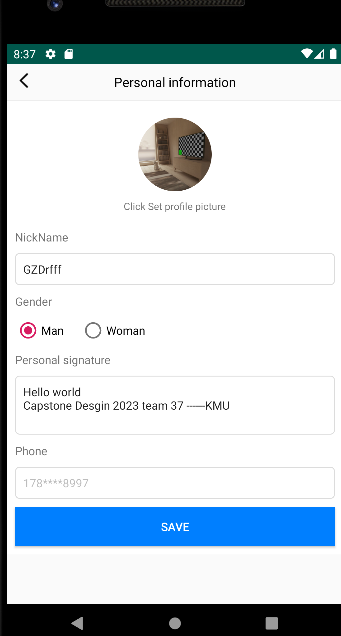 8:37
Personal information
Click Set profile picture
NickName
GZDrfff
Gender
Man Woman
Personal signature
Hello world
Capstone Desgin 2023 team 37 ------KMU
Phone
178****8997
SAVE